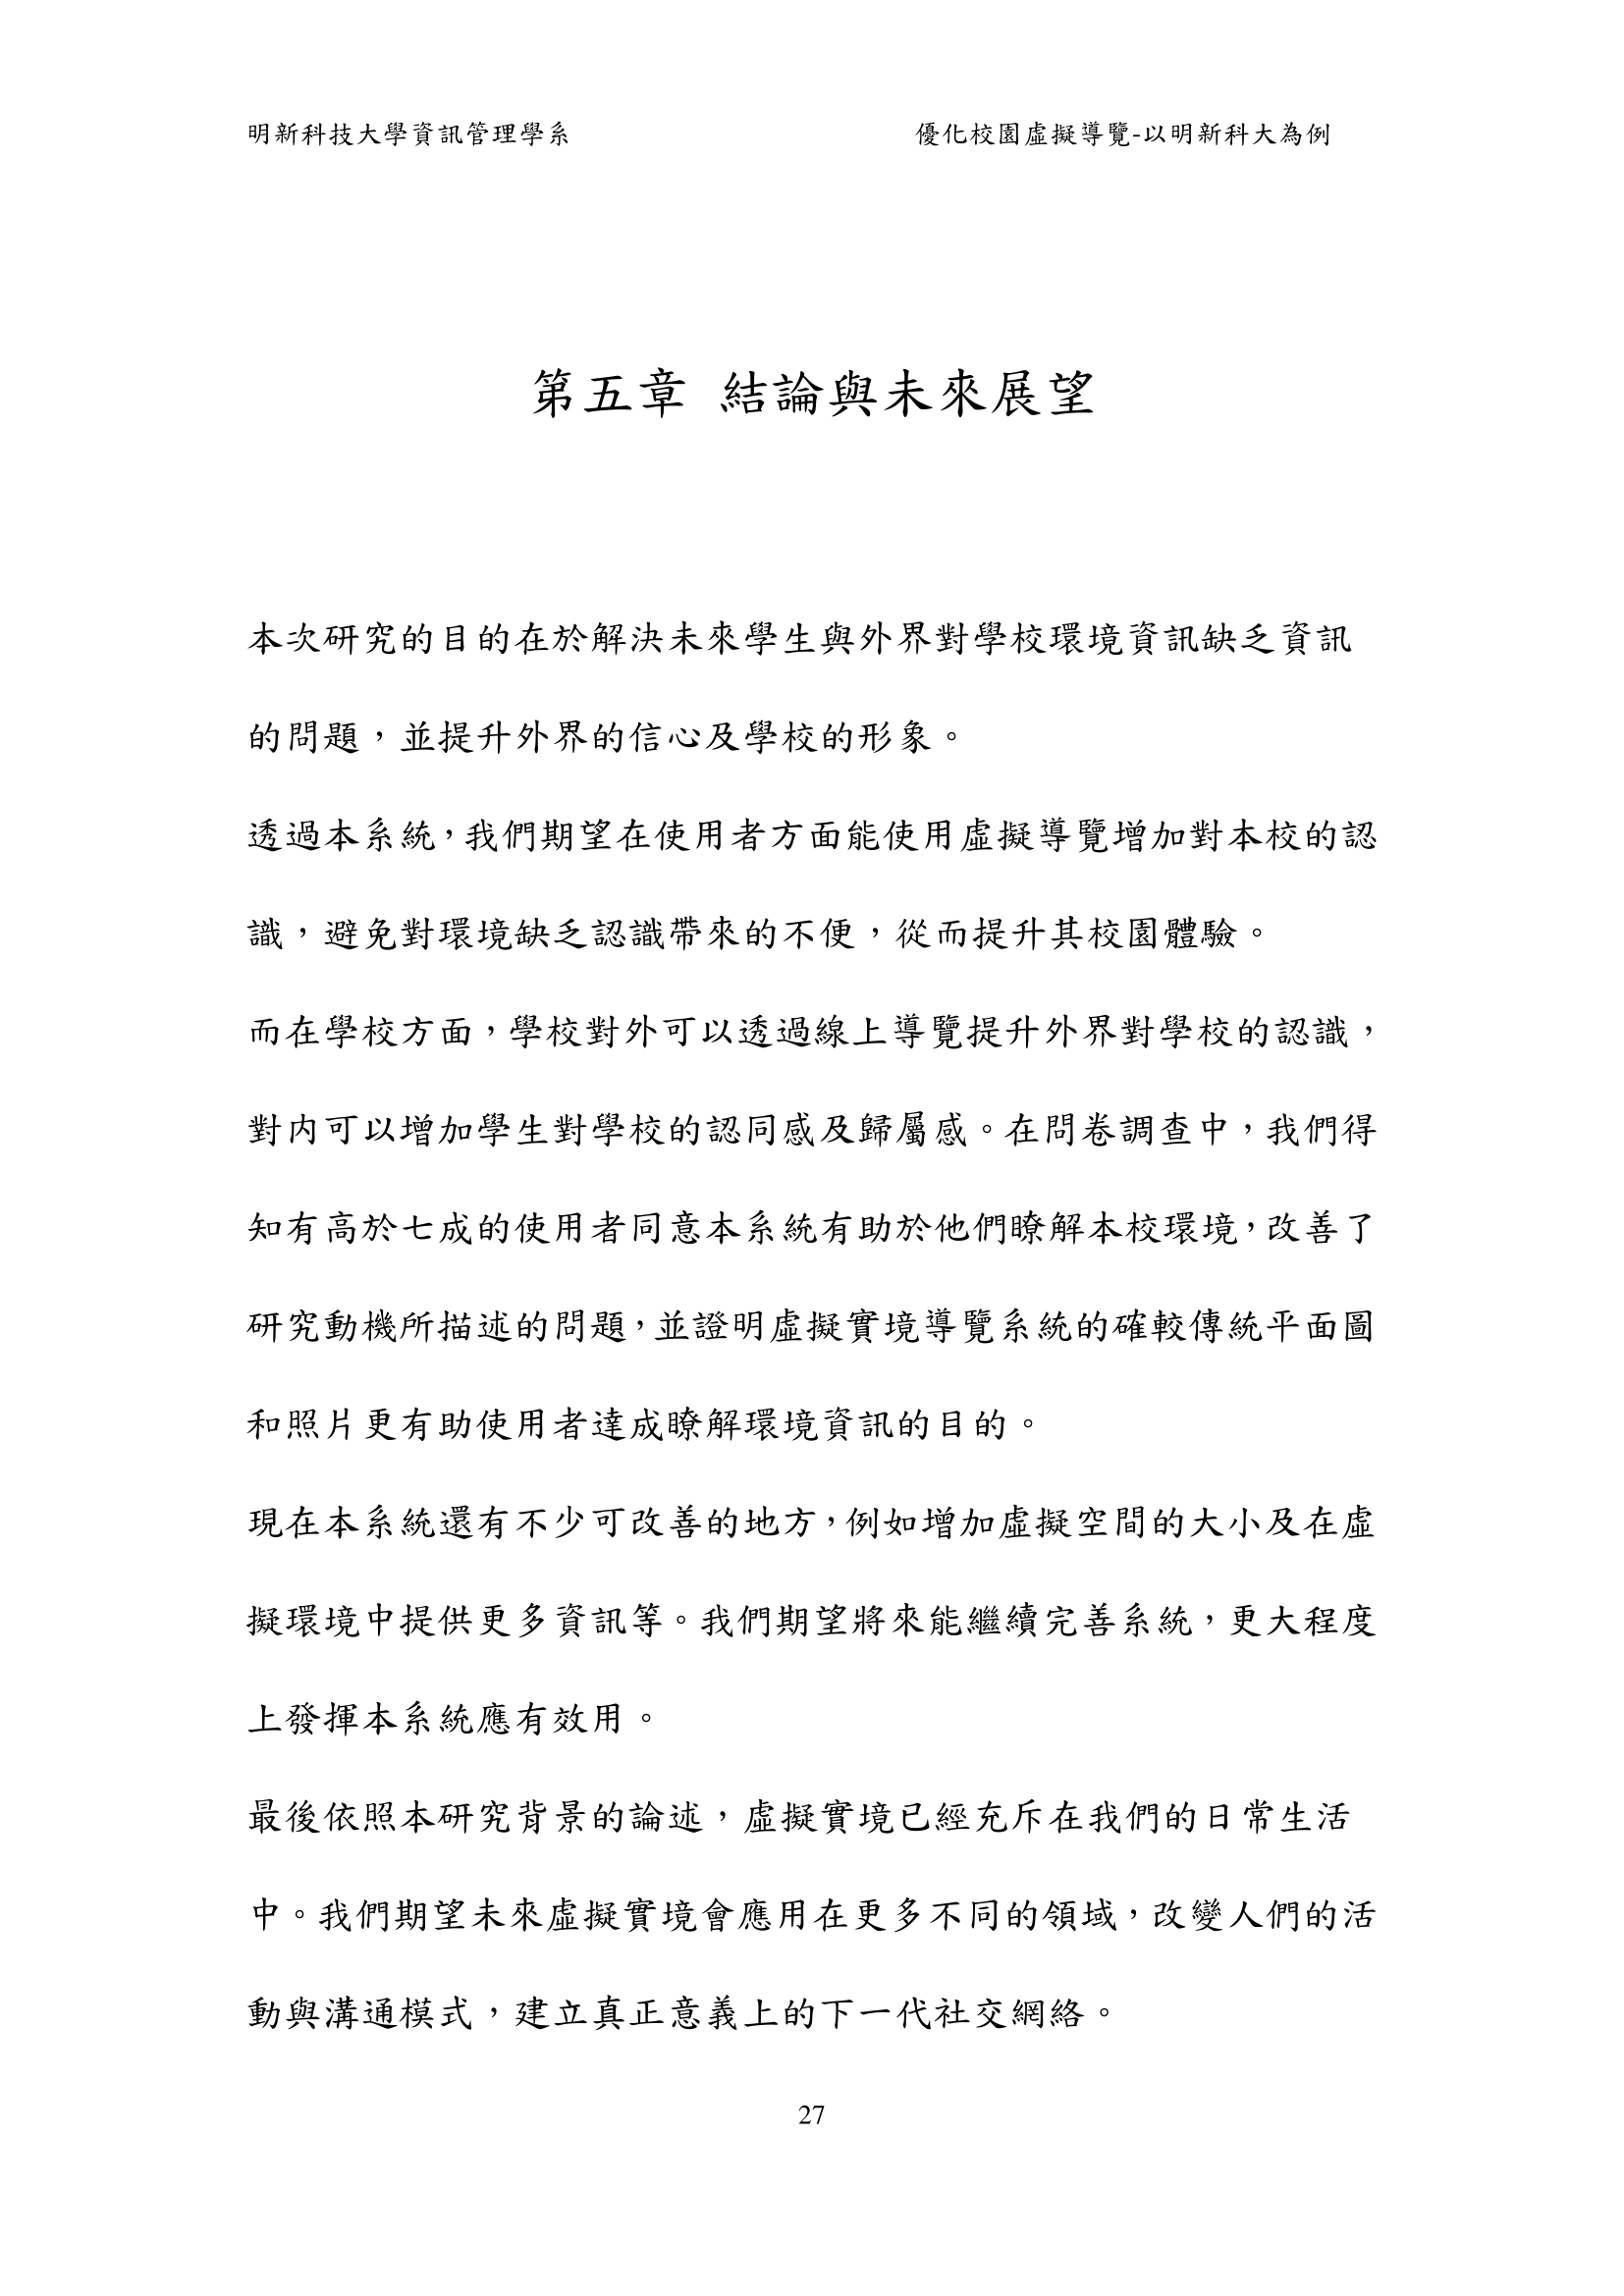 明新科技大學資訊管理學系 優化校園虛擬導覽-以明新科大為例
第五章 結論與未來展望
本次研究的目的在於解決未來學生與外界對學校環境資訊缺乏資訊
的問題，並提升外界的信心及學校的形象。
透過本系統，我們期望在使用者方面能使用虛擬導覽增加對本校的認
識，避免對環境缺乏認識帶來的不便，從而提升其校園體驗。
而在學校方面，學校對外可以透過線上導覽提升外界對學校的認識，
對內可以增加學生對學校的認同感及歸屬感。在問卷調查中，我們得
知有高於七成的使用者同意本系統有助於他們瞭解本校環境，改善了
研究動機所描述的問題，並證明虛擬實境導覽系統的確較傳統平面圖
和照片更有助使用者達成瞭解環境資訊的目的。
現在本系統還有不少可改善的地方，例如增加虛擬空間的大小及在虛
擬環境中提供更多資訊等。我們期望將來能繼續完善系統，更大程度
上發揮本系統應有效用。
最後依照本研究背景的論述，虛擬實境已經充斥在我們的日常生活
中。我們期望未來虛擬實境會應用在更多不同的領域，改變人們的活
動與溝通模式，建立真正意義上的下一代社交網絡。
27